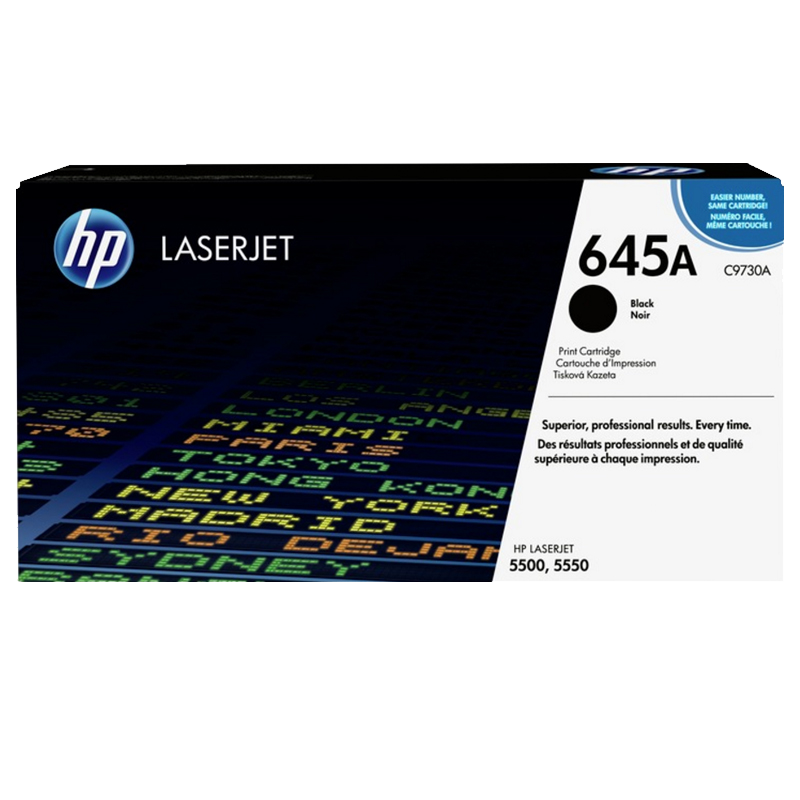 hp
LASERJET
EASIER NUMBER,
SAME CARTRIDGE!
NUMÉRO FACILE,
MÊME CARTOUCHE !
645A
C9730A
Black
Noir
Print Cartridge
Cartouche d'Impression
Tisková Kazeta
Superior, professional results. Every time.
Des résultats professionnels et de qualité
supérieure à chaque impression.
HP LASERJET
5500, 5550
BERLIN
LONDON
LOS ANGE
MIAMI
PARIS
TOKYO
HONG KON
NEW YORK
MADRID
RIO DEJAN
SYDNEY
70